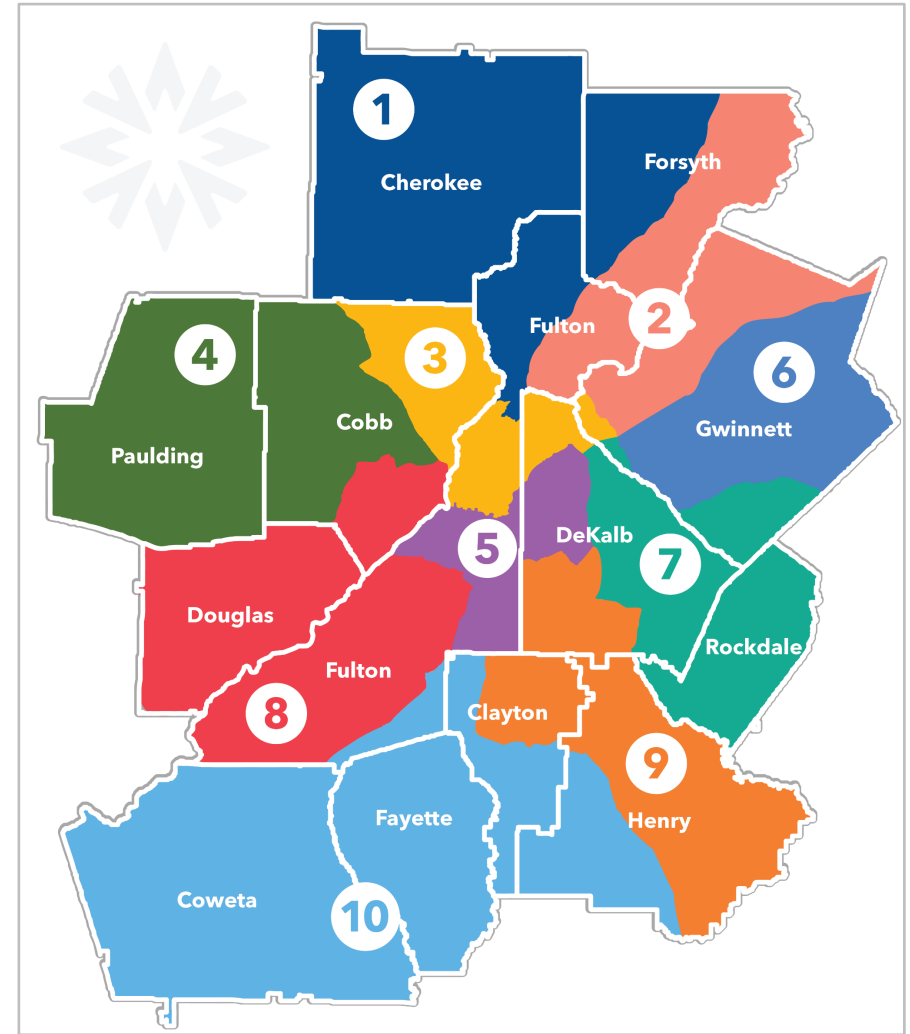 1
Cherokee
Forsyth
Fulton
2
3
4
6
Cobb
Gwinnett
Paulding
DeKalb
5
7
Douglas
Rockdale
Fulton
8
Clayton
9
Fayette
Henry
Coweta
10